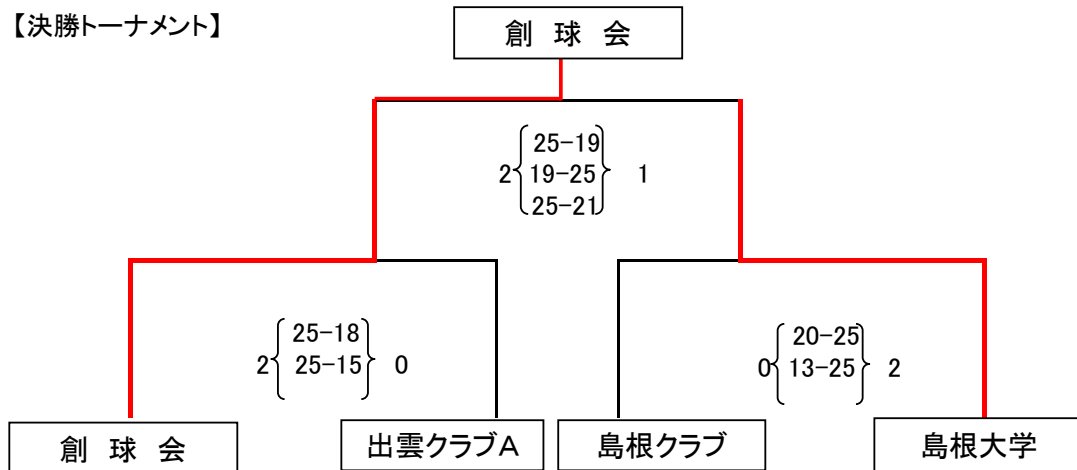 【決勝トーナメント】
創 球 会
25-19
2 19-25 1
25-21
25-18
2 25-15 0
20-25
0 13-25 2
創 球 会
出雲クラブA
島根クラブ
島根大学